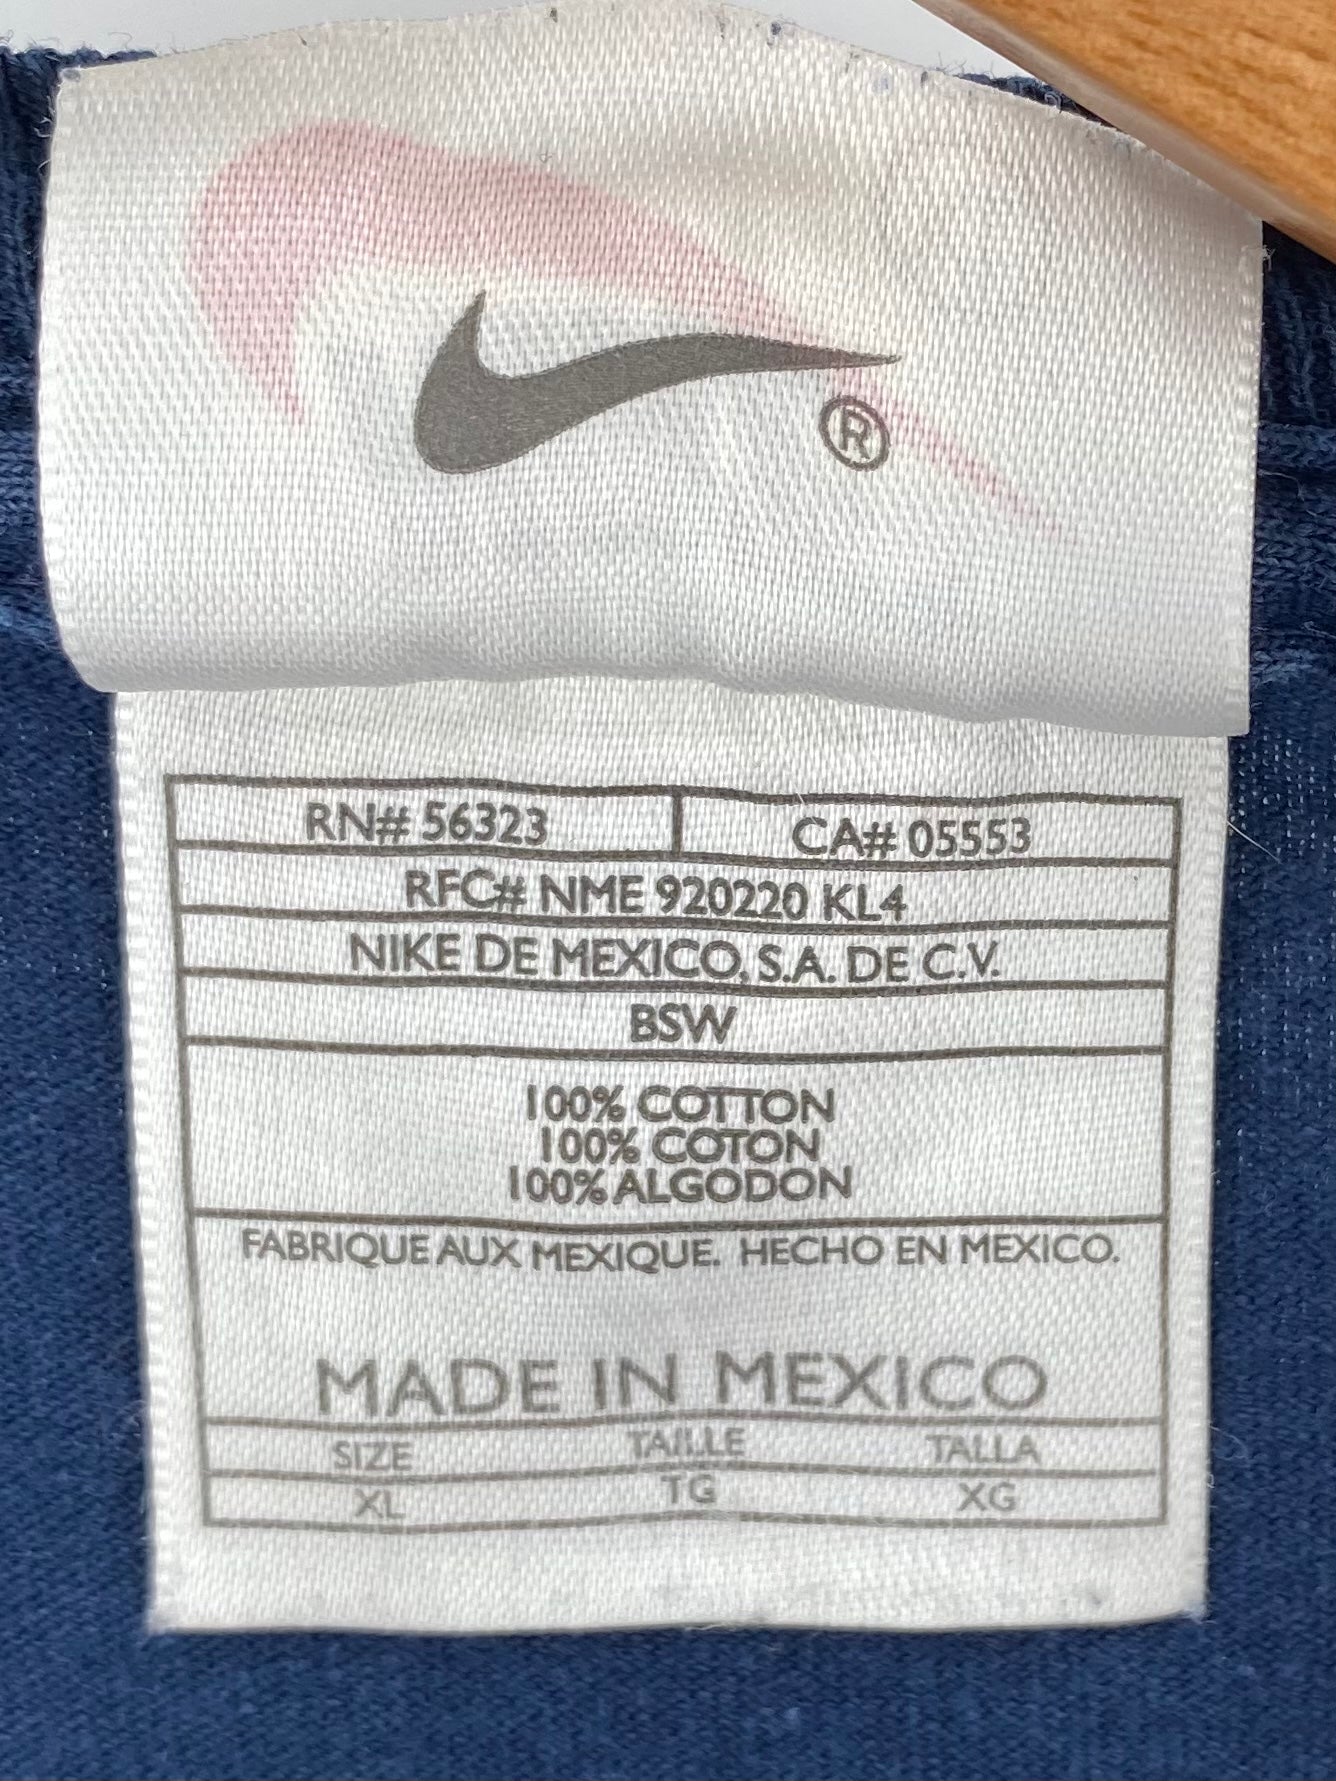 ®
RN# 56323 CA# 05553
RFC# NME 920220 KL4
NIKE DE MEXICO, S.A. DE C.V.
BSW
100% COTTON
100% COTON
100% ALGODON
FABRIQUE AUX MEXIQUE. HECHO EN MEXICO.
MADE IN MEXICO
SIZE TAILLE TALLA
XL TG XG